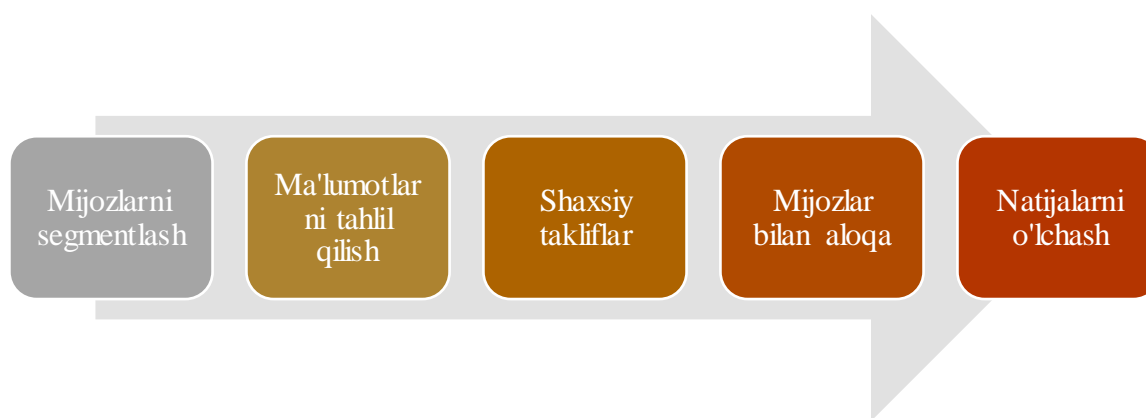 Mijozlarni
segmentlash
Ma'lumotlar
ni tahlil
qilish
Shaxsiy
takliflar
Mijozlar
bilan aloqa
Natijalarni
o'lchash